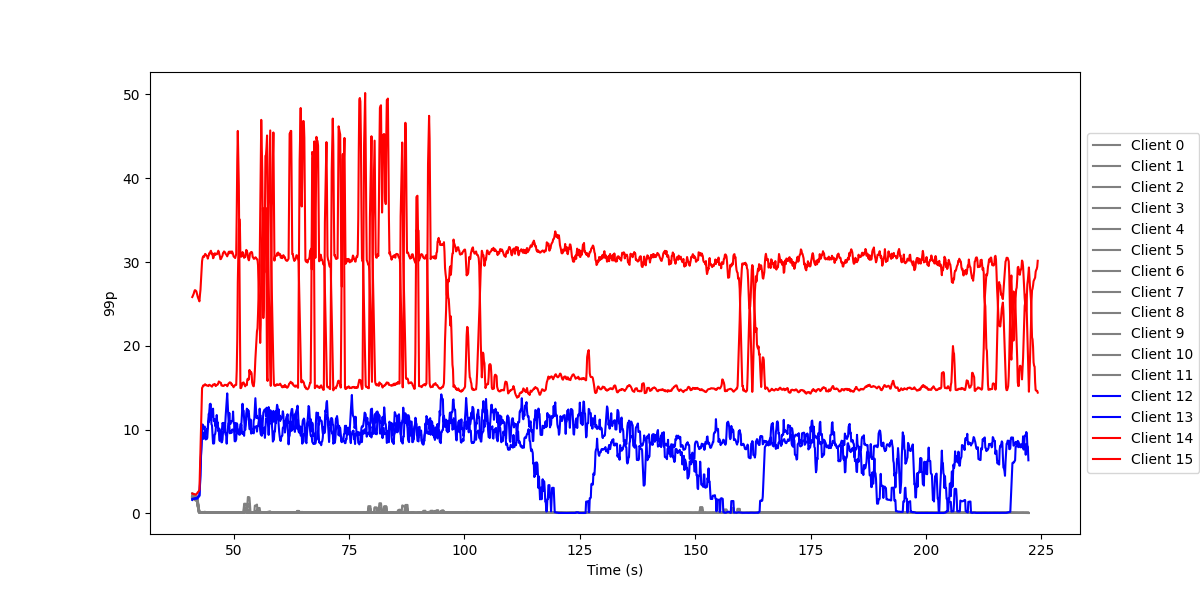 50
40
30
20
10
0
99p
50
75
100
125
150
175
200
225
Time (s)
Client 0
Client 1
Client 2
Client 3
Client 4
Client 5
Client 6
Client 7
Client 8
Client 9
Client 10
Client 11
Client 12
Client 13
Client 14
Client 15